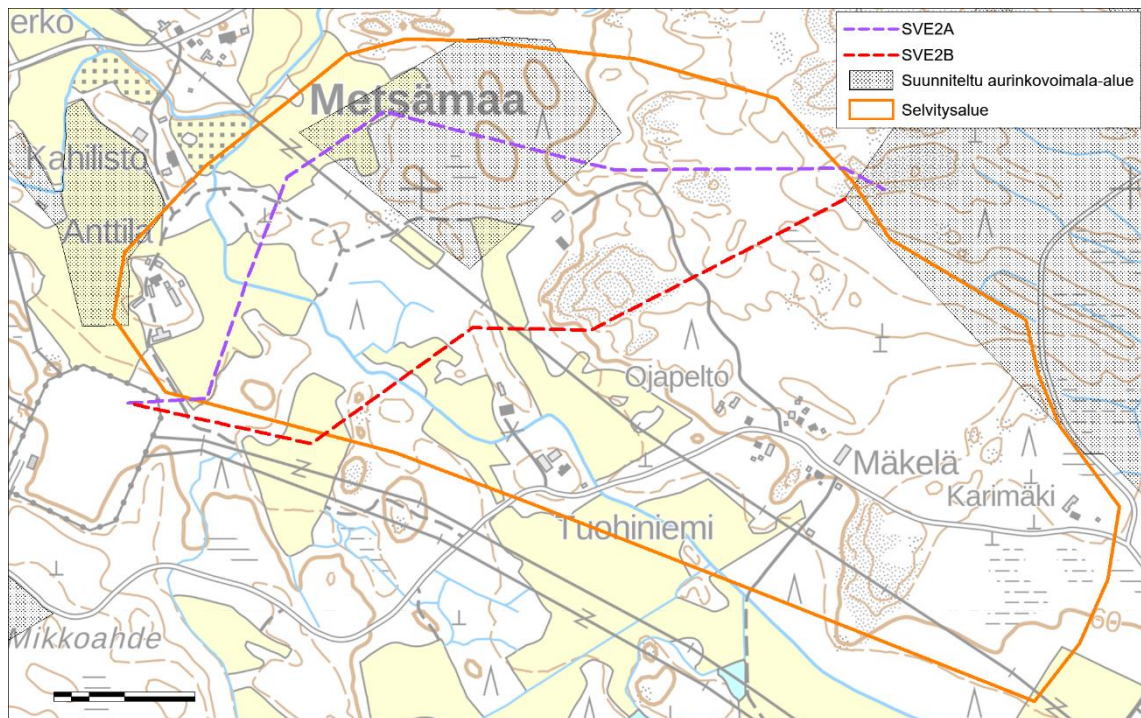 erko
SVE2A
SVE2B
Suunniteltu aurinkovoimala-alue
Selvitysalue
Metsämaa
Kahilisto
Anttila
Ojapelto
Mäkelä
Karimäki
Tuohiniemi
60
Mikkoahde